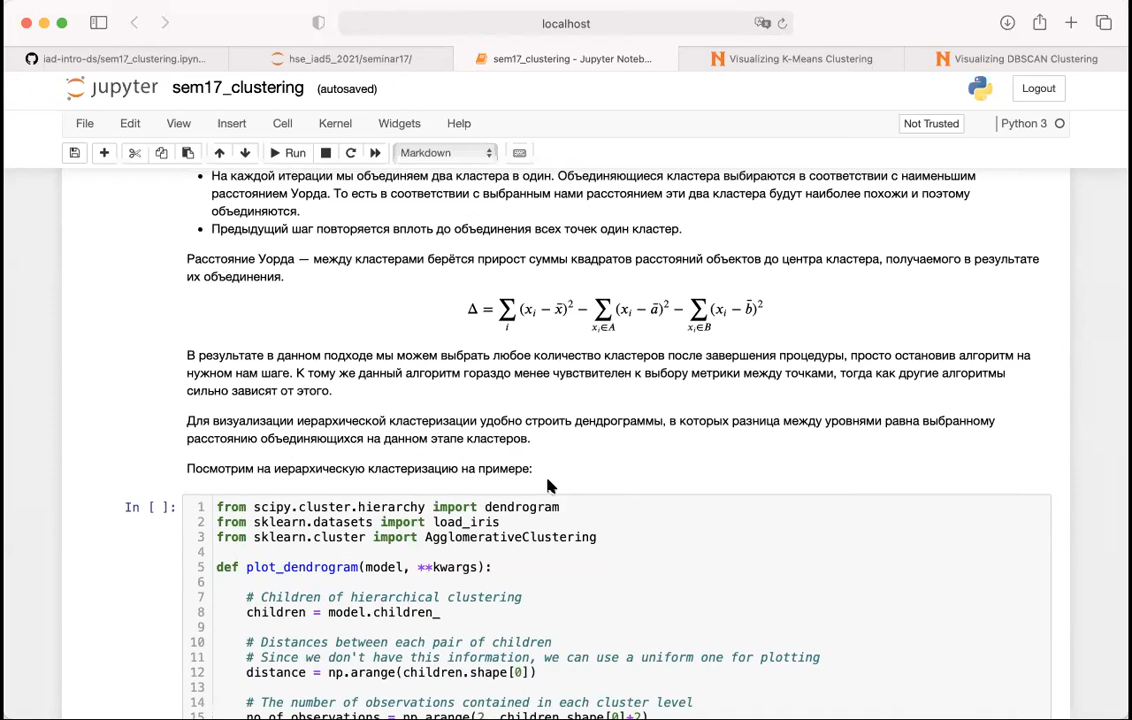 localhost
iad-intro-ds/sem17_clustering.ipyn...
hse_iad5_2021/seminar17/
sem17_clustering - Jupyter Noteb...
Visualizing K-Means Clustering
Visualizing DBSCAN Clustering
jupyter sem17_clustering (autosaved)
Logout
File Edit View Insert Cell Kernel Widgets Help
Not Trusted
Python 3
Run
Markdown
На каждой итерации мы объединяем два кластера в один. Объединяющиеся кластера выбираются в соответствии с наименьшим
расстоянием Уорда. То есть в соответствии с выбранным нами расстоянием эти два кластера будут наиболее похожи и поэтому
объединяются.
Предыдущий шаг повторяется вплоть до объединения всех точек один кластер.
Расстояние Уорда — между кластерами берётся прирост суммы квадратов расстояний объектов до центра кластера, получаемого в результате
их объединения.
Δ = ∑_i (x_i − x̄)² − ∑_{x_i∈A} (x_i − ā)² − ∑_{x_i∈B} (x_i − b̄)²
В результате в данном подходе мы можем выбрать любое количество кластеров после завершения процедуры, просто остановив алгоритм на
нужном нам шаге. К тому же данный алгоритм гораздо менее чувствителен к выбору метрики между точками, тогда как другие алгоритмы
сильно зависят от этого.
Для визуализации иерархической кластеризации удобно строить дендрограммы, в которых разница между уровнями равна выбранному
расстоянию объединяющихся на данном этапе кластеров.
Посмотрим на иерархическую кластеризацию на примере:
In [ ]:
1 from scipy.cluster.hierarchy import dendrogram
2 from sklearn.datasets import load_iris
3 from sklearn.cluster import AgglomerativeClustering
4
5 def plot_dendrogram(model, **kwargs):
6
7 # Children of hierarchical clustering
8 children = model.children_
9
10 # Distances between each pair of children
11 # Since we don't have this information, we can use a uniform one for plotting
12 distance = np.arange(children.shape[0])
13
14 # The number of observations contained in each cluster level
15 no_of_observations = np.arange(2, children.shape[0]+2)